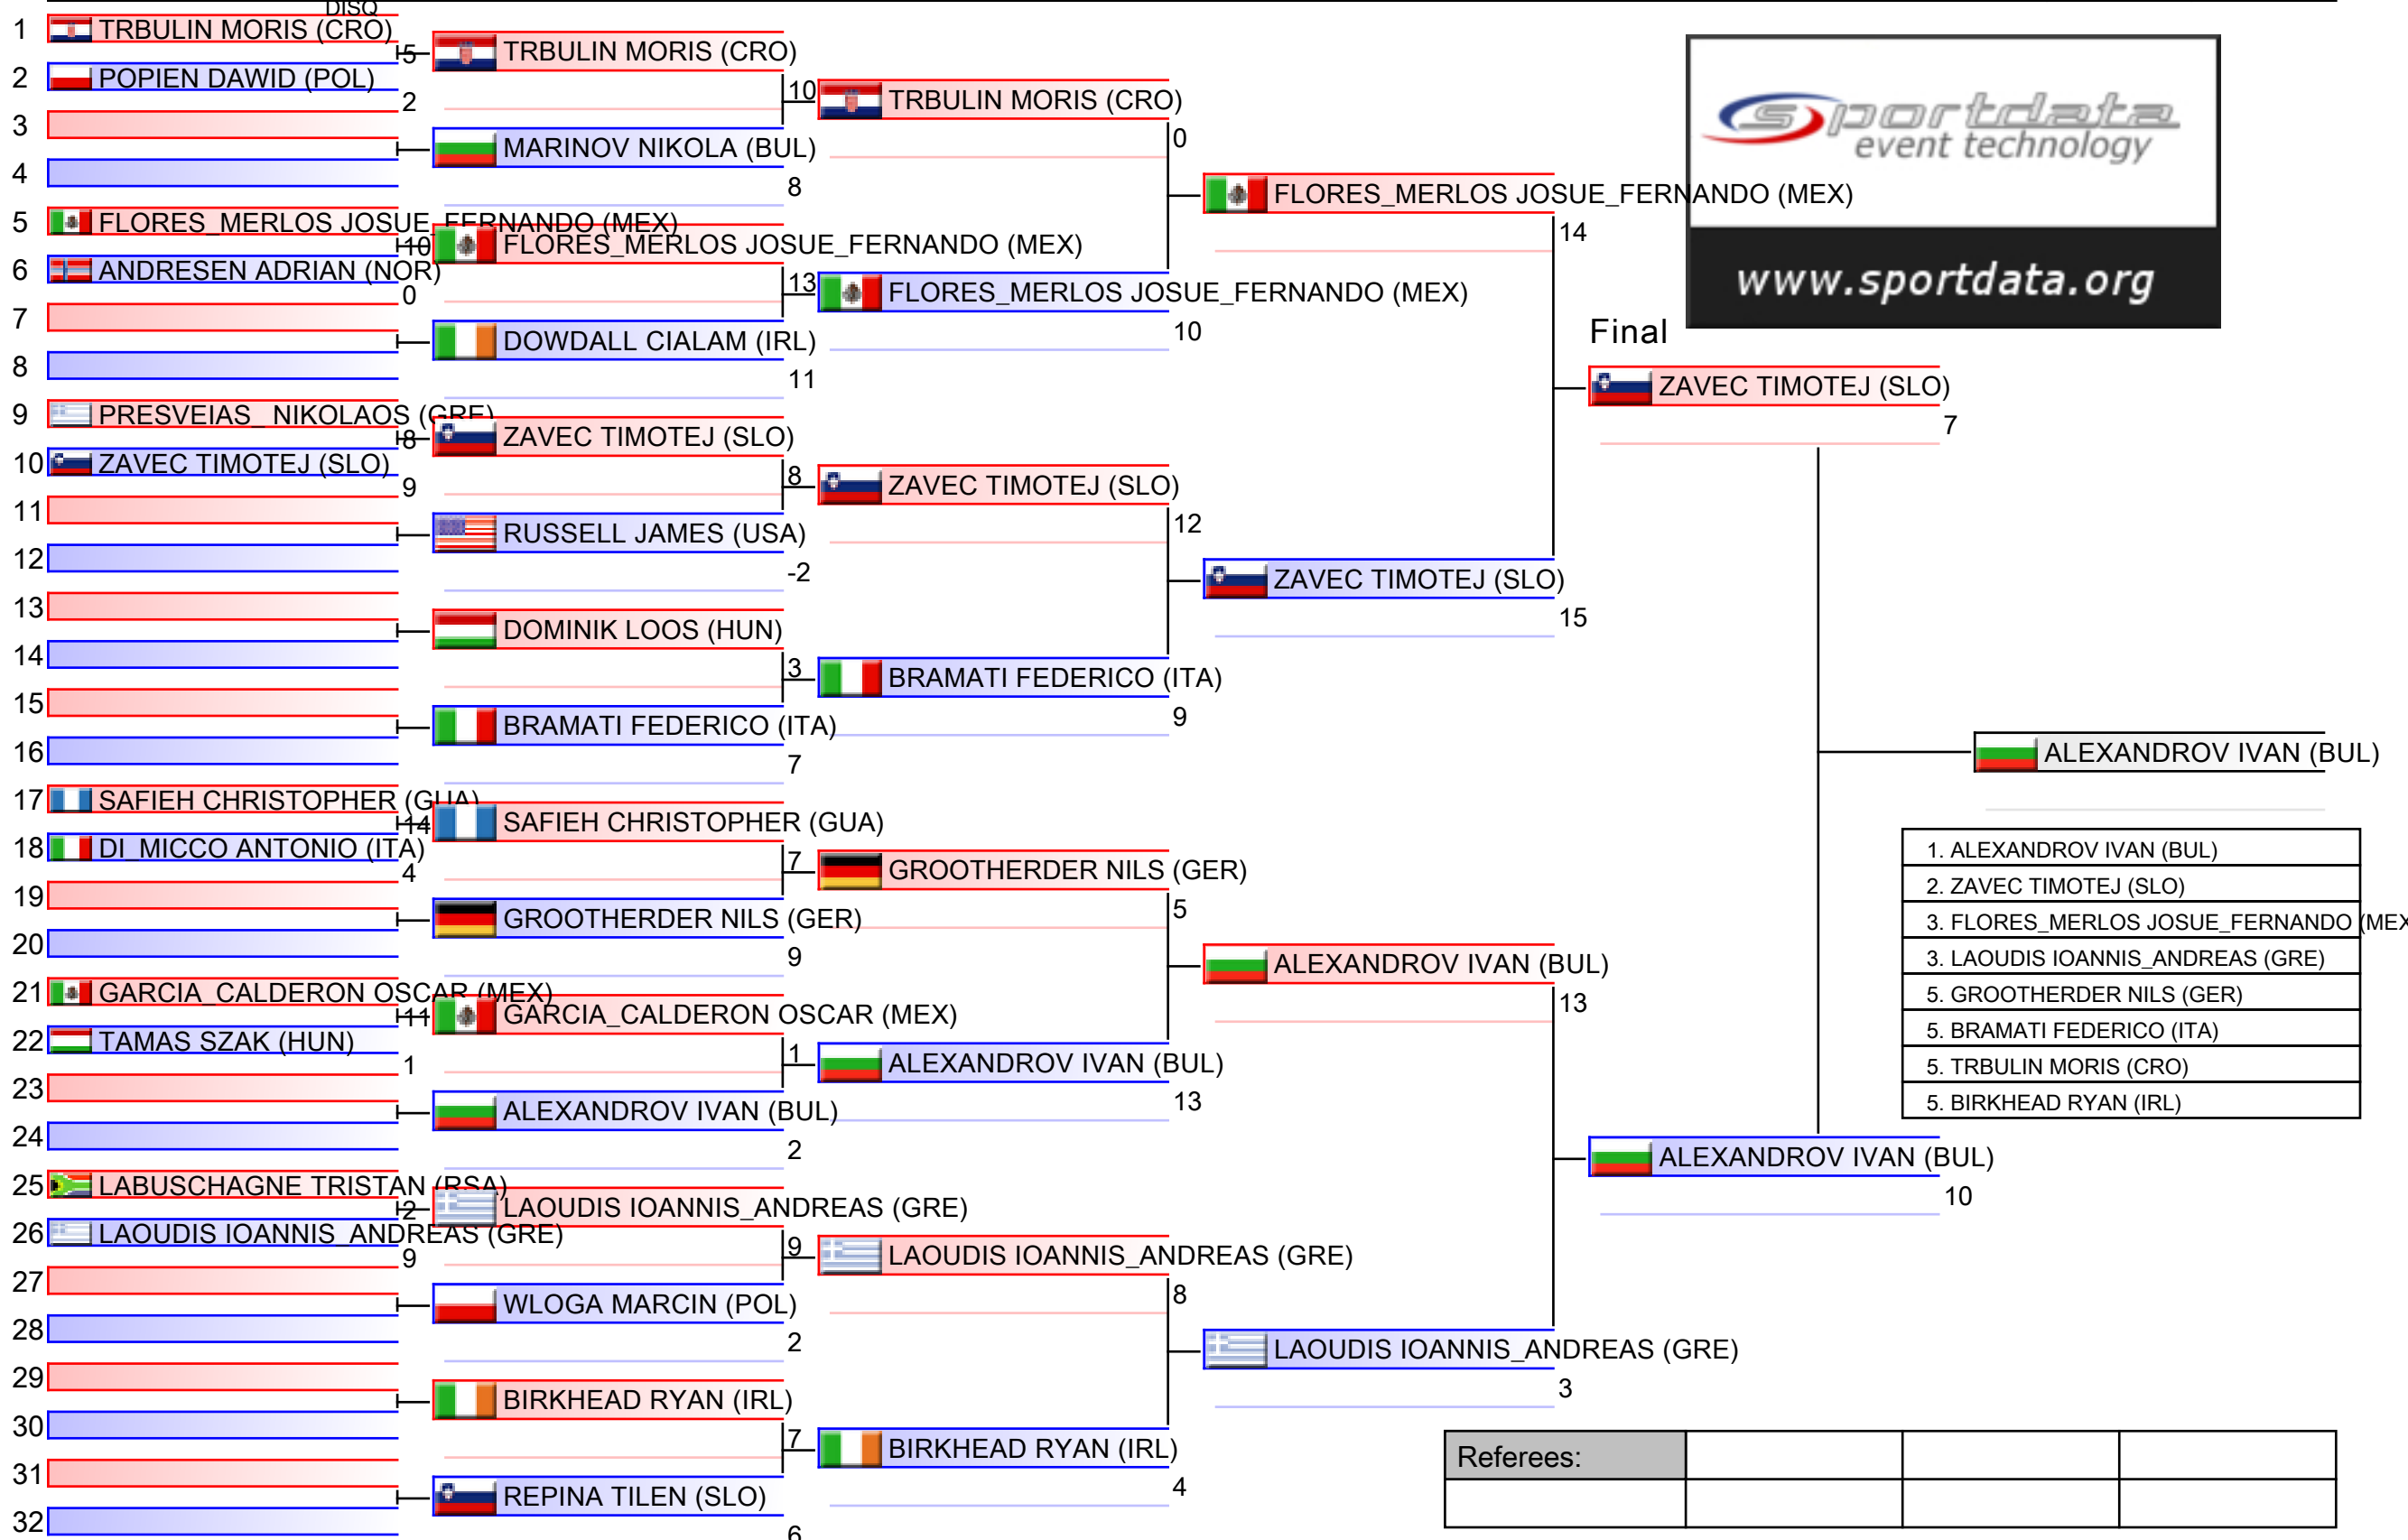 DISQ
1 TRBULIN MORIS (CRO)
5
2 POPIEN DAWID (POL)
2
3
4
5 FLORES_MERLOS JOSUE_FERNANDO (MEX)
10
6 ANDRESEN ADRIAN (NOR)
0
7
8
9 PRESVEIAS_ NIKOLAOS (GRE)
8
10 ZAVEC TIMOTEJ (SLO)
9
11
12
13
14
15
16
17 SAFIEH CHRISTOPHER (GUA)
14
18 DI_MICCO ANTONIO (ITA)
4
19
20
21 GARCIA_CALDERON OSCAR (MEX)
11
22 TAMAS SZAK (HUN)
1
23
24
25 LABUSCHAGNE TRISTAN (RSA)
2
26 LAOUDIS IOANNIS_ANDREAS (GRE)
9
27
28
29
30
31
32
TRBULIN MORIS (CRO)
10
MARINOV NIKOLA (BUL)
8
FLORES_MERLOS JOSUE_FERNANDO (MEX)
13
DOWDALL CIALAM (IRL)
11
ZAVEC TIMOTEJ (SLO)
8
RUSSELL JAMES (USA)
-2
DOMINIK LOOS (HUN)
3
BRAMATI FEDERICO (ITA)
7
SAFIEH CHRISTOPHER (GUA)
7
GROOTHERDER NILS (GER)
9
GARCIA_CALDERON OSCAR (MEX)
1
ALEXANDROV IVAN (BUL)
2
LAOUDIS IOANNIS_ANDREAS (GRE)
9
WLOGA MARCIN (POL)
2
BIRKHEAD RYAN (IRL)
7
REPINA TILEN (SLO)
6
TRBULIN MORIS (CRO)
0
FLORES_MERLOS JOSUE_FERNANDO (MEX)
10
ZAVEC TIMOTEJ (SLO)
12
BRAMATI FEDERICO (ITA)
9
GROOTHERDER NILS (GER)
5
ALEXANDROV IVAN (BUL)
13
LAOUDIS IOANNIS_ANDREAS (GRE)
8
BIRKHEAD RYAN (IRL)
4
FLORES_MERLOS JOSUE_FERNANDO (MEX)
14
ZAVEC TIMOTEJ (SLO)
15
ALEXANDROV IVAN (BUL)
13
LAOUDIS IOANNIS_ANDREAS (GRE)
3
sportdata
event technology
www.sportdata.org
Final
ZAVEC TIMOTEJ (SLO)
7
ALEXANDROV IVAN (BUL)
10
ALEXANDROV IVAN (BUL)
1. ALEXANDROV IVAN (BUL)
2. ZAVEC TIMOTEJ (SLO)
3. FLORES_MERLOS JOSUE_FERNANDO (MEX
3. LAOUDIS IOANNIS_ANDREAS (GRE)
5. GROOTHERDER NILS (GER)
5. BRAMATI FEDERICO (ITA)
5. TRBULIN MORIS (CRO)
5. BIRKHEAD RYAN (IRL)
Referees: